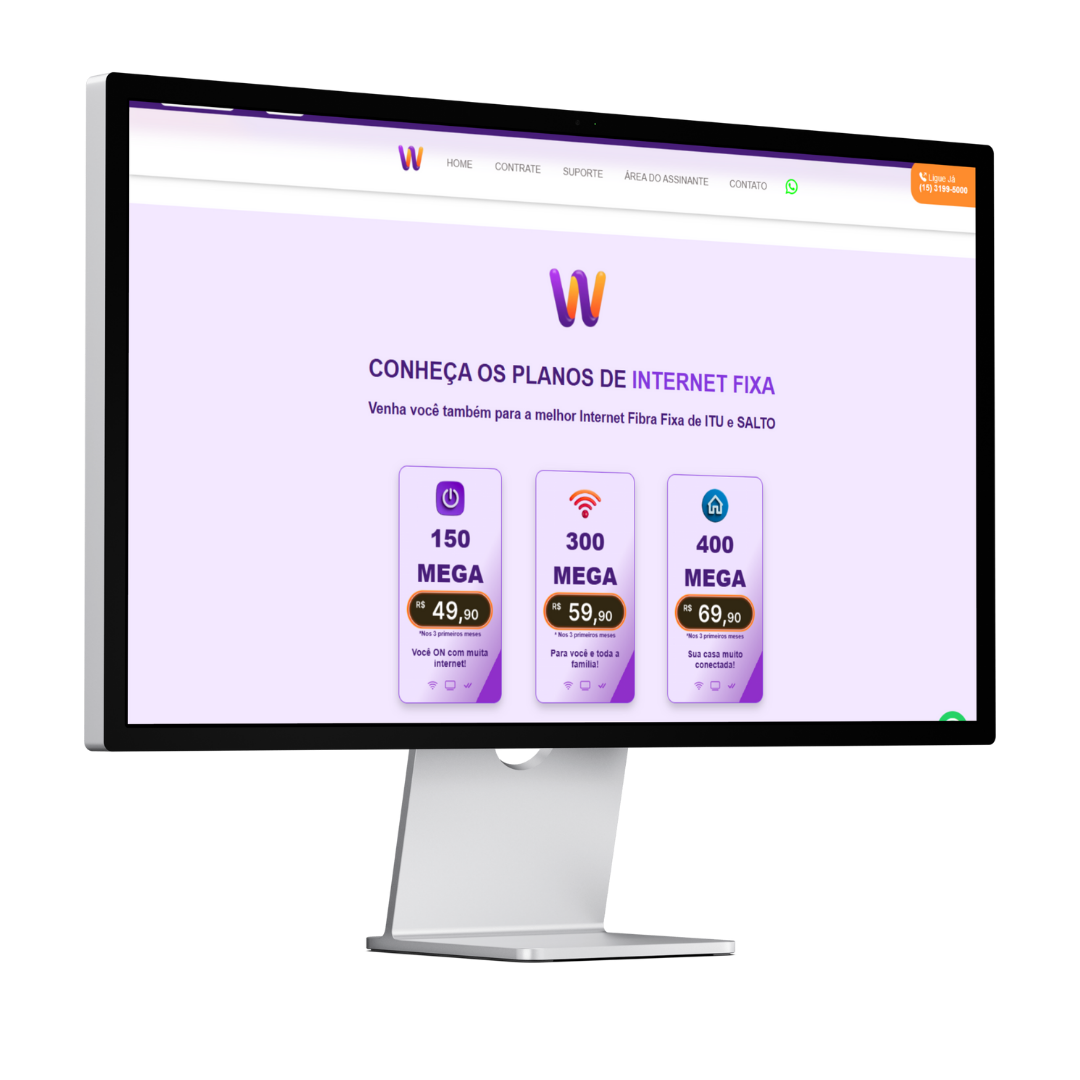 HOME CONTRATE SUPORTE ÁREA DO ASSINANTE CONTATO
Ligue Já
(15) 3199-5000
CONHEÇA OS PLANOS DE INTERNET FIXA
Venha você também para a melhor Internet Fibra Fixa de ITU e SALTO
150
MEGA
R$ 49,90
*Nos 3 primeiros meses
Você ON com muita
internet!
300
MEGA
R$ 59,90
* Nos 3 primeiros meses
Para você e toda a
família!
400
MEGA
R$ 69,90
*Nos 3 primeiros meses
Sua casa muito
conectada!